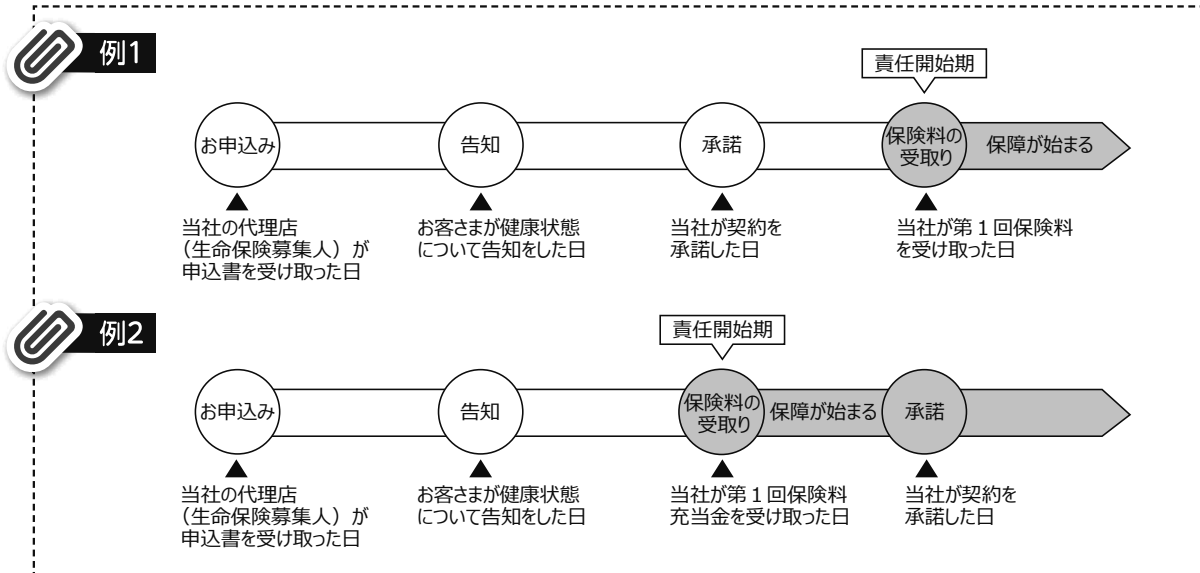 例1
責任開始期
お申込み
告知
承諾
保険料の
受取り
保障が始まる
当社の代理店
（生命保険募集人）が
申込書を受け取った日
お客さまが健康状態
について告知をした日
当社が契約を
承諾した日
当社が第１回保険料
を受け取った日
例2
責任開始期
お申込み
告知
保険料の
受取り
保障が始まる
承諾
当社の代理店
（生命保険募集人）が
申込書を受け取った日
お客さまが健康状態
について告知をした日
当社が第１回保険料
充当金を受け取った日
当社が契約を
承諾した日